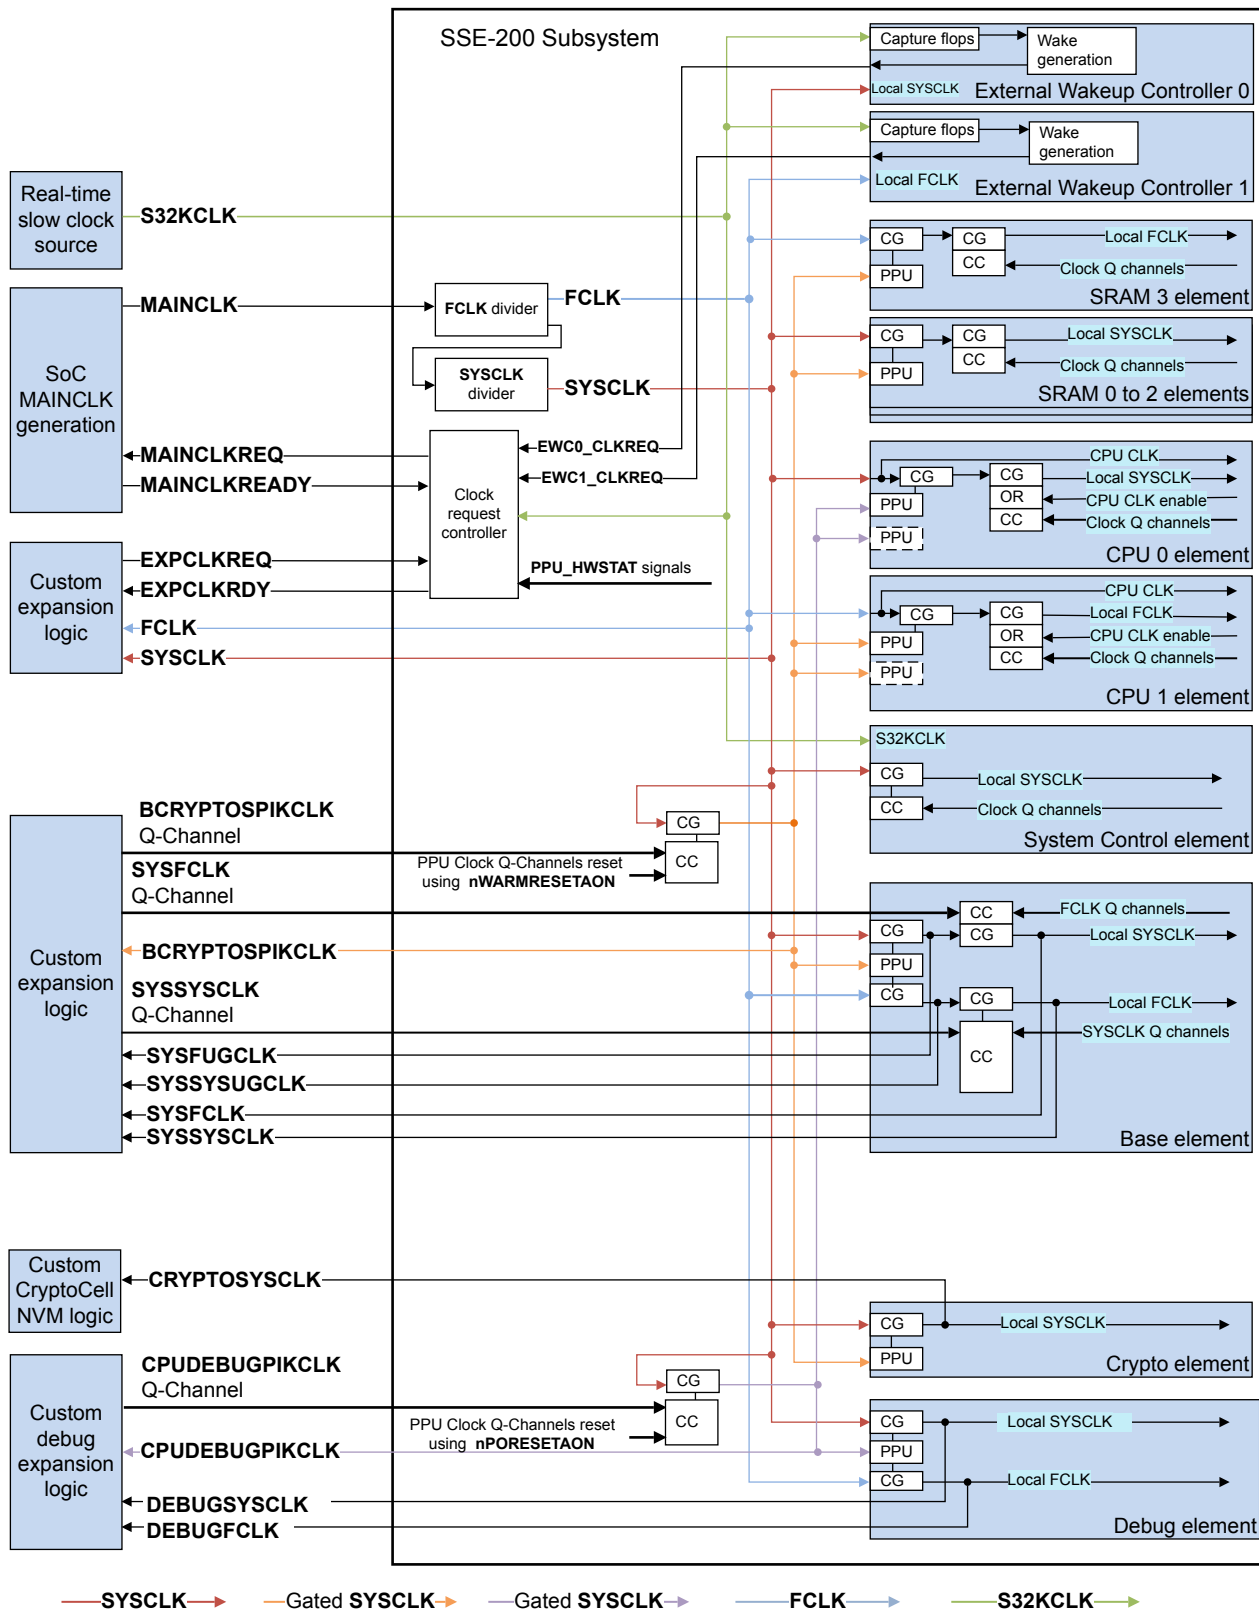 SSE-200 Subsystem
Capture flops
Wake
generation
Local SYSCLK
External Wakeup Controller 0
Capture flops
Wake
generation
Local FCLK
External Wakeup Controller 1
Real-time
slow clock
source
S32KCLK
CG
CG
Local FCLK
PPU
CC
Clock Q channels
SRAM 3 element
SoC
MAINCLK
generation
MAINCLK
FCLK divider
FCLK
SYSCLK
divider
SYSCLK
CG
CG
Local SYSCLK
PPU
CC
Clock Q channels
SRAM 0 to 2 elements
MAINCLKREQ
MAINCLKREADY
Clock
request
controller
EWC0_CLKREQ
EWC1_CLKREQ
PPU_HWSTAT signals
CPU CLK
CG
CG
Local SYSCLK
PPU
OR
CPU CLK enable
CC
Clock Q channels
PPU
CPU 0 element
Custom
expansion
logic
EXPCLKREQ
EXPCLKRDY
FCLK
SYSCLK
CPU CLK
CG
CG
Local FCLK
PPU
OR
CPU CLK enable
CC
Clock Q channels
PPU
CPU 1 element
S32KCLK
CG
Local SYSCLK
CC
Clock Q channels
System Control element
Custom
expansion
logic
BCRYPTOSPIKCLK
Q-Channel
CG
CC
PPU Clock Q-Channels reset
using nWARMRESETAON
SYSFCLK
Q-Channel
BCRYPTOSPIKCLK
SYSSYSCLK
Q-Channel
SYSFUGCLK
SYSSYSUGCLK
SYSFCLK
SYSSYSCLK
CC
FCLK Q channels
CG
CG
Local SYSCLK
PPU
CG
CG
Local FCLK
CC
SYSCLK Q channels
Base element
Custom
CryptoCell
NVM logic
CRYPTOSYSCLK
CG
Local SYSCLK
PPU
Crypto element
Custom
debug
expansion
logic
CPUDEBUGPIKCLK
Q-Channel
CG
CC
PPU Clock Q-Channels reset
using nPORESETAON
CPUDEBUGPIKCLK
DEBUGSYSCLK
DEBUGFCLK
CG
Local SYSCLK
PPU
CG
Local FCLK
Debug element
SYSCLK
Gated SYSCLK
Gated SYSCLK
FCLK
S32KCLK